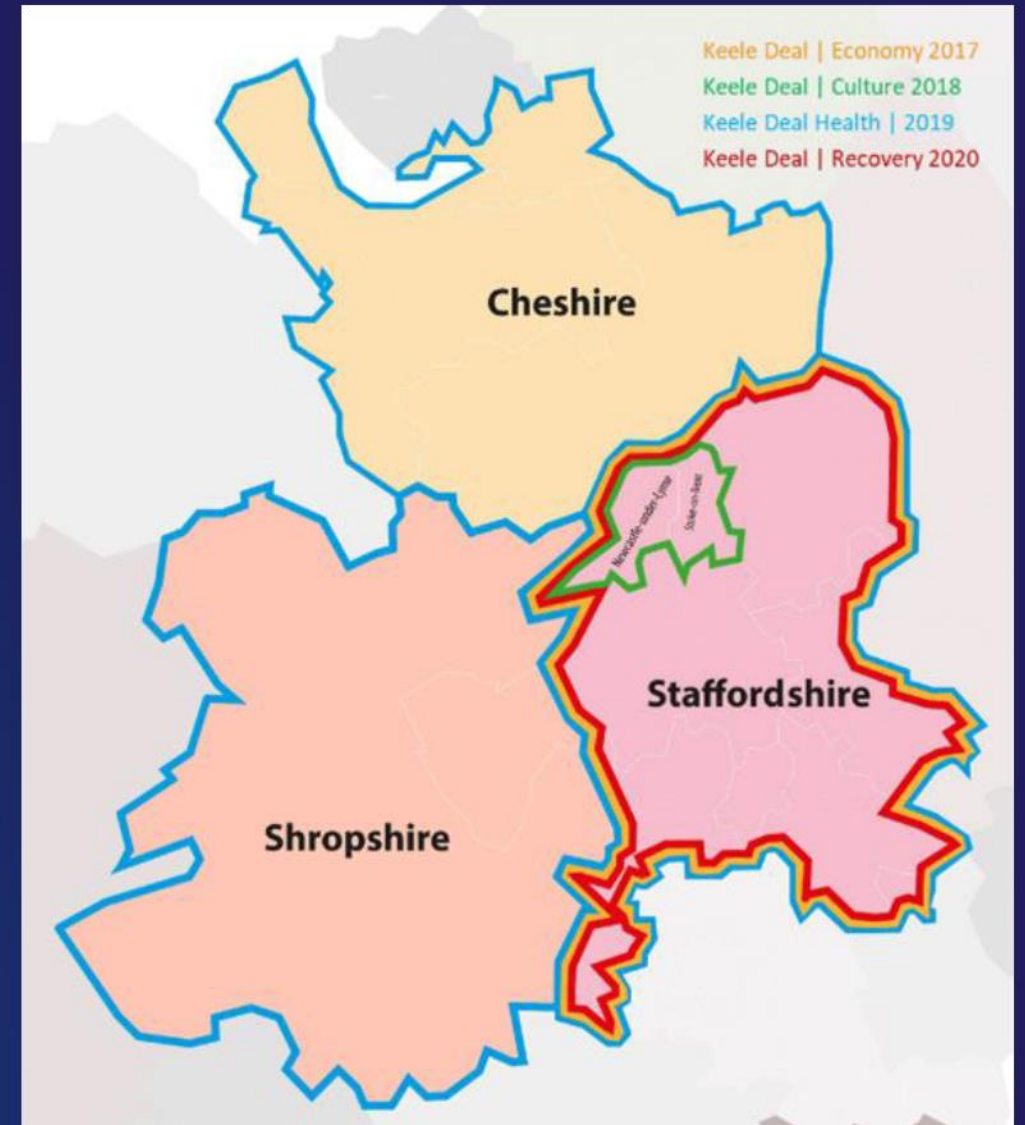 Keele Deal | Economy 2017
Keele Deal | Culture 2018
Keele Deal Health | 2019
Keele Deal | Recovery 2020
Cheshire
Newcastle-under-Lyme
Stoke-on-Trent
Staffordshire
Shropshire